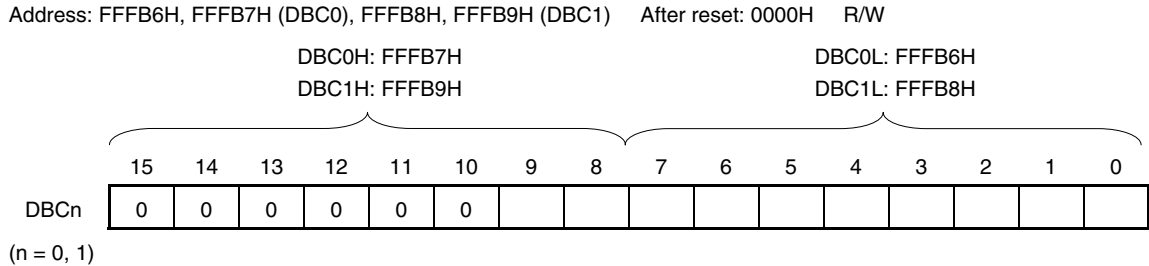 Address: FFFB6H, FFFB7H (DBC0), FFFB8H, FFFB9H (DBC1) After reset: 0000H R/W
DBC0H: FFFB7H DBC0L: FFFB6H
DBC1H: FFFB9H DBC1L: FFFB8H
15 14 13 12 11 10 9 8 7 6 5 4 3 2 1 0
DBCn 0 0 0 0 0 0
(n = 0, 1)